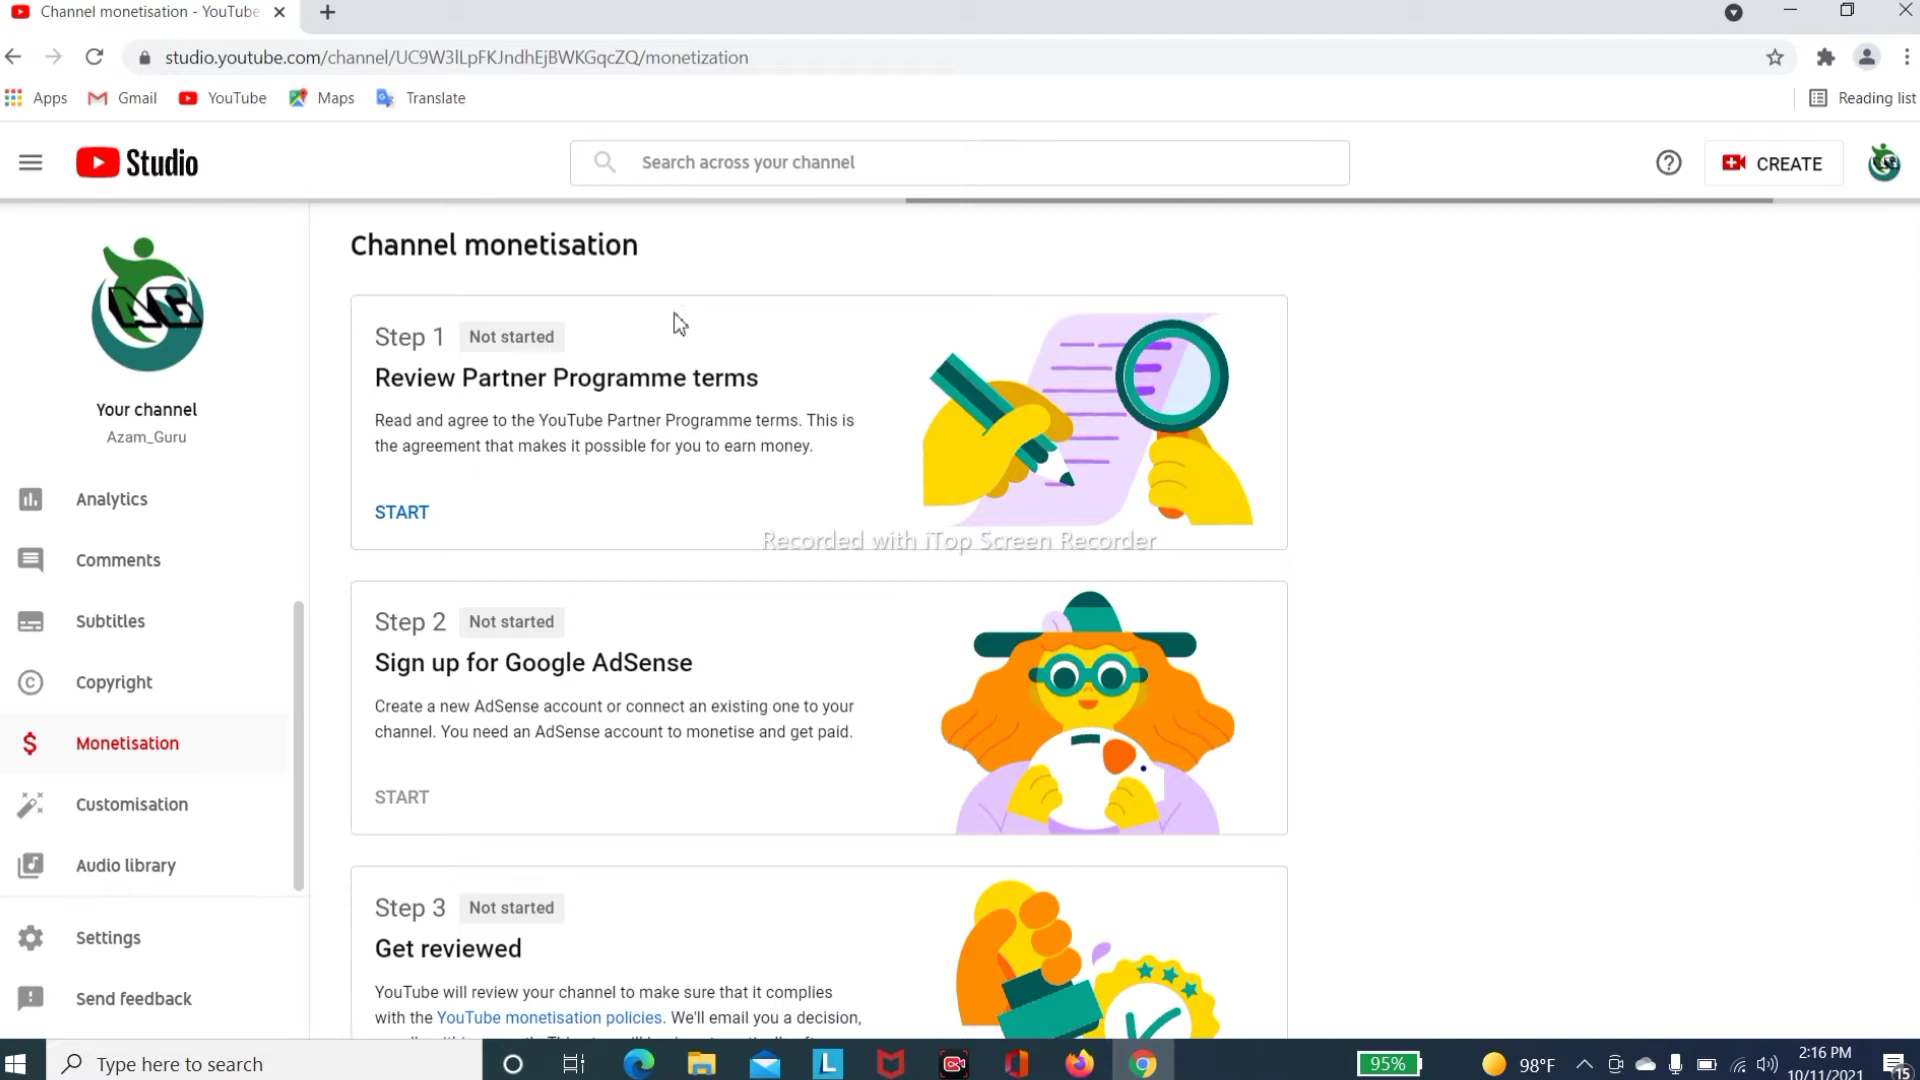 Channel monetisation - YouTube
studio.youtube.com/channel/UC9W3lLpFKJndhEjBWKGqcZQ/monetization
Apps Gmail YouTube Maps Translate Reading list
Studio Search across your channel CREATE
AG
Your channel
Azam_Guru
Analytics
Comments
Subtitles
Copyright
Monetisation
Customisation
Audio library
Settings
Send feedback
Channel monetisation
Step 1 Not started
Review Partner Programme terms
Read and agree to the YouTube Partner Programme terms. This is
the agreement that makes it possible for you to earn money.
START
Recorded with iTop Screen Recorder
Step 2 Not started
Sign up for Google AdSense
Create a new AdSense account or connect an existing one to your
channel. You need an AdSense account to monetise and get paid.
START
Step 3 Not started
Get reviewed
YouTube will review your channel to make sure that it complies
with the YouTube monetisation policies. We'll email you a decision,
Type here to search 95% 98°F 2:16 PM
10/11/2021 15